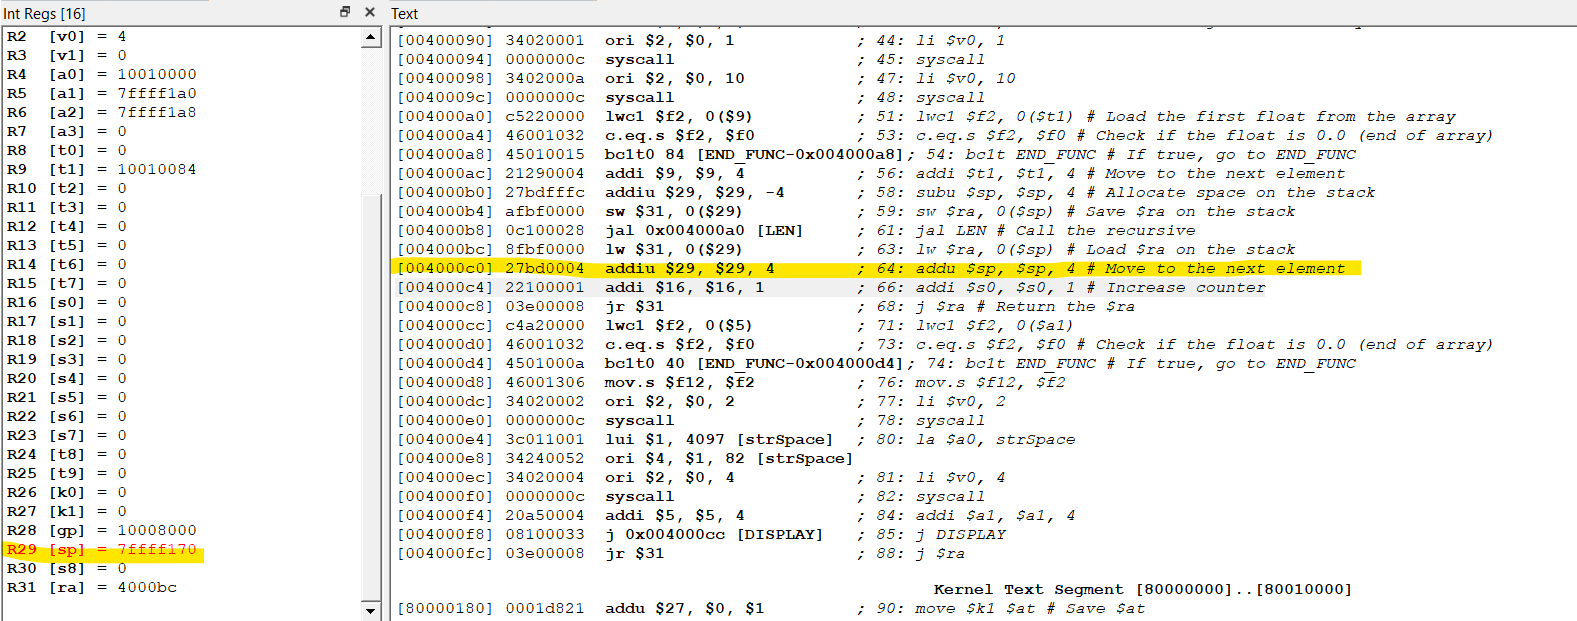 Int Regs [16]
R2 [v0] = 4
R3 [v1] = 0
R4 [a0] = 10010000
R5 [a1] = 7ffff1a0
R6 [a2] = 7ffff1a8
R7 [a3] = 0
R8 [t0] = 0
R9 [t1] = 10010084
R10 [t2] = 0
R11 [t3] = 0
R12 [t4] = 0
R13 [t5] = 0
R14 [t6] = 0
R15 [t7] = 0
R16 [s0] = 0
R17 [s1] = 0
R18 [s2] = 0
R19 [s3] = 0
R20 [s4] = 0
R21 [s5] = 0
R22 [s6] = 0
R23 [s7] = 0
R24 [t8] = 0
R25 [t9] = 0
R26 [k0] = 0
R27 [k1] = 0
R28 [gp] = 10008000
R29 [sp] = 7ffff170
R30 [s8] = 0
R31 [ra] = 4000bc
Text
[00400090] 34020001 ori $2, $0, 1 ; 44: li $v0, 1
[00400094] 0000000c syscall ; 45: syscall
[00400098] 3402000a ori $2, $0, 10 ; 47: li $v0, 10
[0040009c] 0000000c syscall ; 48: syscall
[004000a0] c5220000 lwc1 $f2, 0($9) ; 51: lwc1 $f2, 0($t1) # Load the first float from the array
[004000a4] 46001032 c.eq.s $f2, $f0 ; 53: c.eq.s $f2, $f0 # Check if the float is 0.0 (end of array)
[004000a8] 45010015 bc1t0 84 [END_FUNC-0x004000a8]; 54: bc1t END_FUNC # If true, go to END_FUNC
[004000ac] 21290004 addi $9, $9, 4 ; 56: addi $t1, $t1, 4 # Move to the next element
[004000b0] 27bdfffc addiu $29, $29, -4 ; 58: subu $sp, $sp, 4 # Allocate space on the stack
[004000b4] afbf0000 sw $31, 0($29) ; 59: sw $ra, 0($sp) # Save $ra on the stack
[004000b8] 0c100028 jal 0x004000a0 [LEN] ; 61: jal LEN # Call the recursive
[004000bc] 8fbf0000 lw $31, 0($29) ; 63: lw $ra, 0($sp) # Load $ra on the stack
[004000c0] 27bd0004 addiu $29, $29, 4 ; 64: addu $sp, $sp, 4 # Move to the next element
[004000c4] 22100001 addi $16, $16, 1 ; 66: addi $s0, $s0, 1 # Increase counter
[004000c8] 03e00008 jr $31 ; 68: j $ra # Return the $ra
[004000cc] c4a20000 lwc1 $f2, 0($5) ; 71: lwc1 $f2, 0($a1)
[004000d0] 46001032 c.eq.s $f2, $f0 ; 73: c.eq.s $f2, $f0 # Check if the float is 0.0 (end of array)
[004000d4] 4501000a bc1t0 40 [END_FUNC-0x004000d4]; 74: bc1t END_FUNC # If true, go to END_FUNC
[004000d8] 46001306 mov.s $f12, $f2 ; 76: mov.s $f12, $f2
[004000dc] 34020002 ori $2, $0, 2 ; 77: li $v0, 2
[004000e0] 0000000c syscall ; 78: syscall
[004000e4] 3c011001 lui $1, 4097 [strSpace] ; 80: la $a0, strSpace
[004000e8] 34240052 ori $4, $1, 82 [strSpace]
[004000ec] 34020004 ori $2, $0, 4 ; 81: li $v0, 4
[004000f0] 0000000c syscall ; 82: syscall
[004000f4] 20a50004 addi $5, $5, 4 ; 84: addi $a1, $a1, 4
[004000f8] 08100033 j 0x004000cc [DISPLAY] ; 85: j DISPLAY
[004000fc] 03e00008 jr $31 ; 88: j $ra
Kernel Text Segment [80000000]..[80010000]
[80000180] 0001d821 addu $27, $0, $1 ; 90: move $k1 $at # Save $at